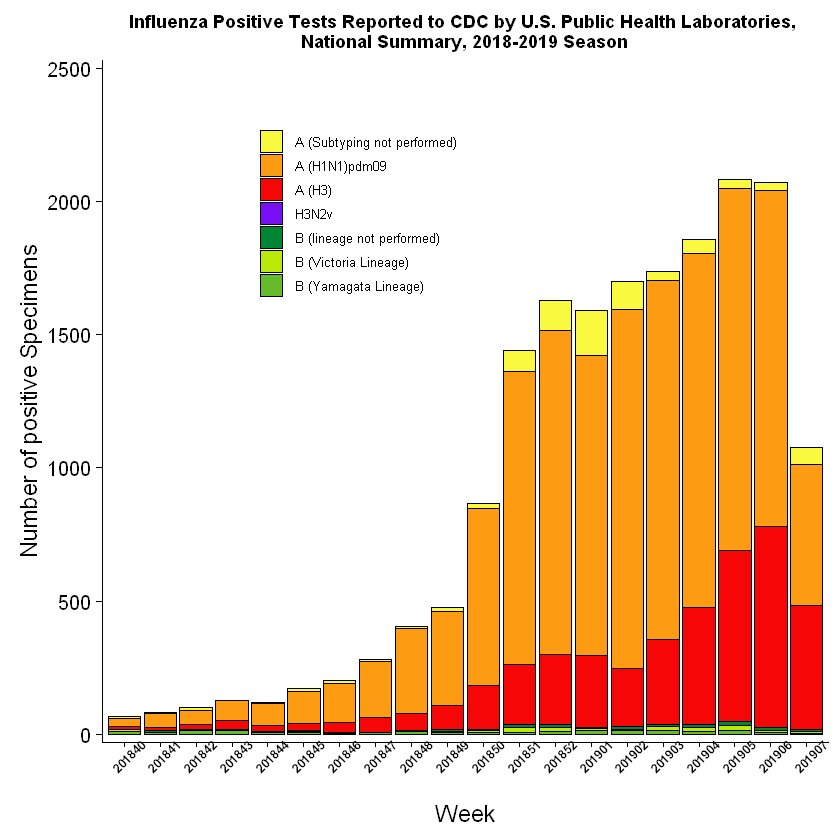 Influenza Positive Tests Reported to CDC by U.S. Public Health Laboratories,
National Summary, 2018-2019 Season
2500
2000
1500
1000
500
0
Number of positive Specimens
A (Subtyping not performed)
A (H1N1)pdm09
A (H3)
H3N2v
B (lineage not performed)
B (Victoria Lineage)
B (Yamagata Lineage)
201840
201841
201842
201843
201844
201845
201846
201847
201848
201849
201850
201851
201852
201901
201902
201903
201904
201905
201906
201907
Week